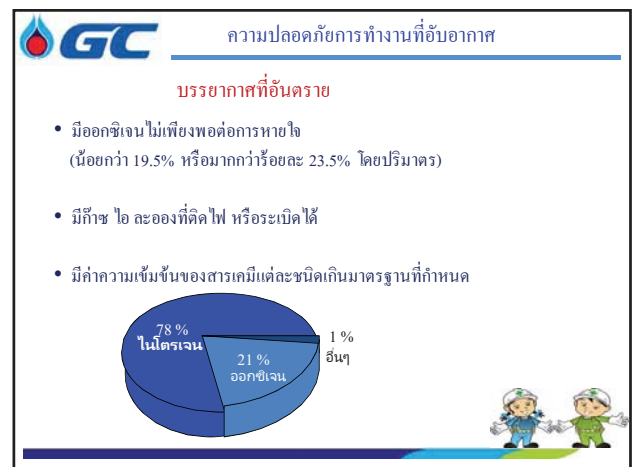 GC
ความปลอดภัยการทำงานที่อับอากาศ
บรรยากาศที่อันตราย
• มีออกซิเจนไม่เพียงพอต่อการหายใจ
(น้อยกว่า 19.5% หรือมากกว่าร้อยละ 23.5% โดยปริมาตร)
• มีก๊าซ ไอ ละอองที่ติดไฟ หรือระเบิดได้
• มีค่าความเข้มข้นของสารเคมีแต่ละชนิดเกินมาตรฐานที่กำหนด
78 %
ไนโตรเจน
21 %
ออกซิเจน
1 %
อื่นๆ